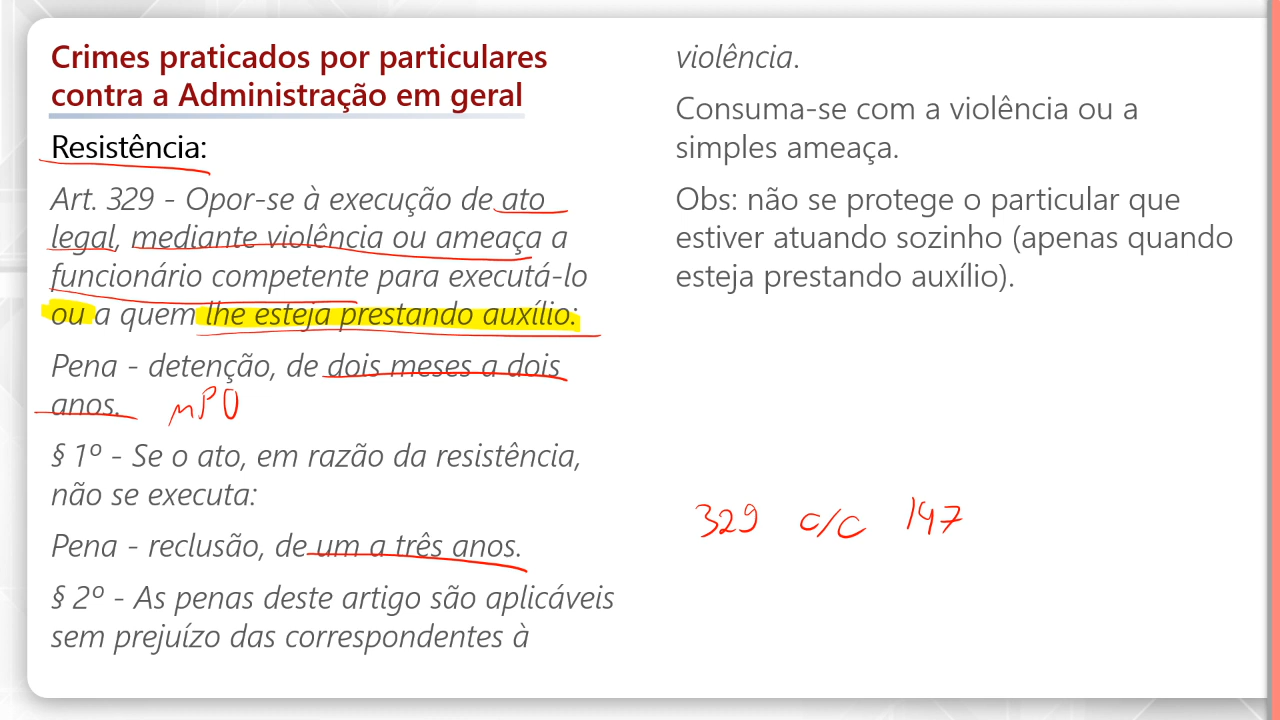 Crimes praticados por particulares
contra a Administração em geral
Resistência:
Art. 329 - Opor-se à execução de ato
legal, mediante violência ou ameaça a
funcionário competente para executá-lo
ou a quem lhe esteja prestando auxílio:
Pena - detenção, de dois meses a dois
anos. MPO
§ 1º - Se o ato, em razão da resistência,
não se executa:
Pena - reclusão, de um a três anos.
§ 2º - As penas deste artigo são aplicáveis
sem prejuízo das correspondentes à
violência.
Consuma-se com a violência ou a
simples ameaça.
Obs: não se protege o particular que
estiver atuando sozinho (apenas quando
esteja prestando auxílio).
329 c/c 147